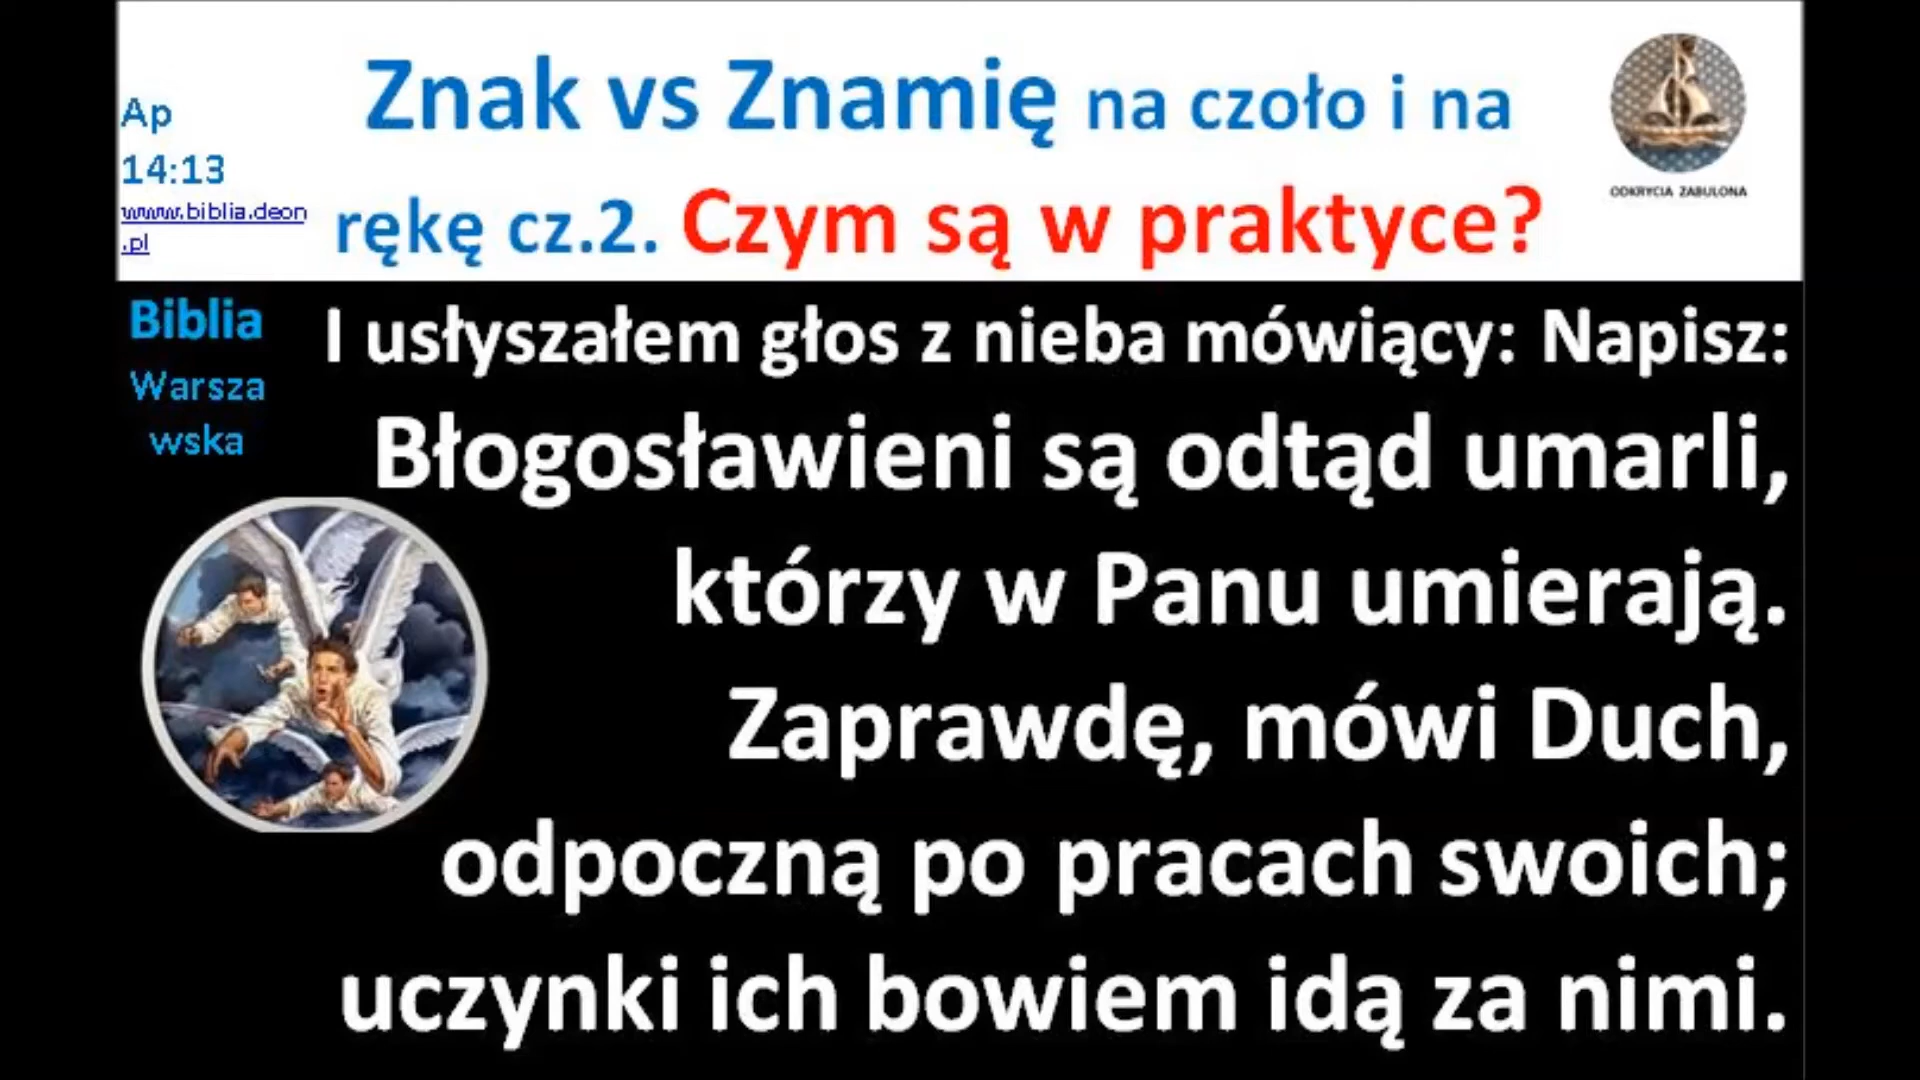 Znak vs Znamię na czoło i na
rękę cz.2. Czym są w praktyce?
Ap
14:13
www.biblia.deon
.pl
ODKRYCIA ZABULONA
Biblia
Warsza
wska
I usłyszałem głos z nieba mówiący: Napisz:
Błogosławieni są odtąd umarli,
którzy w Panu umierają.
Zaprawdę, mówi Duch,
odpoczną po pracach swoich;
uczynki ich bowiem idą za nimi.